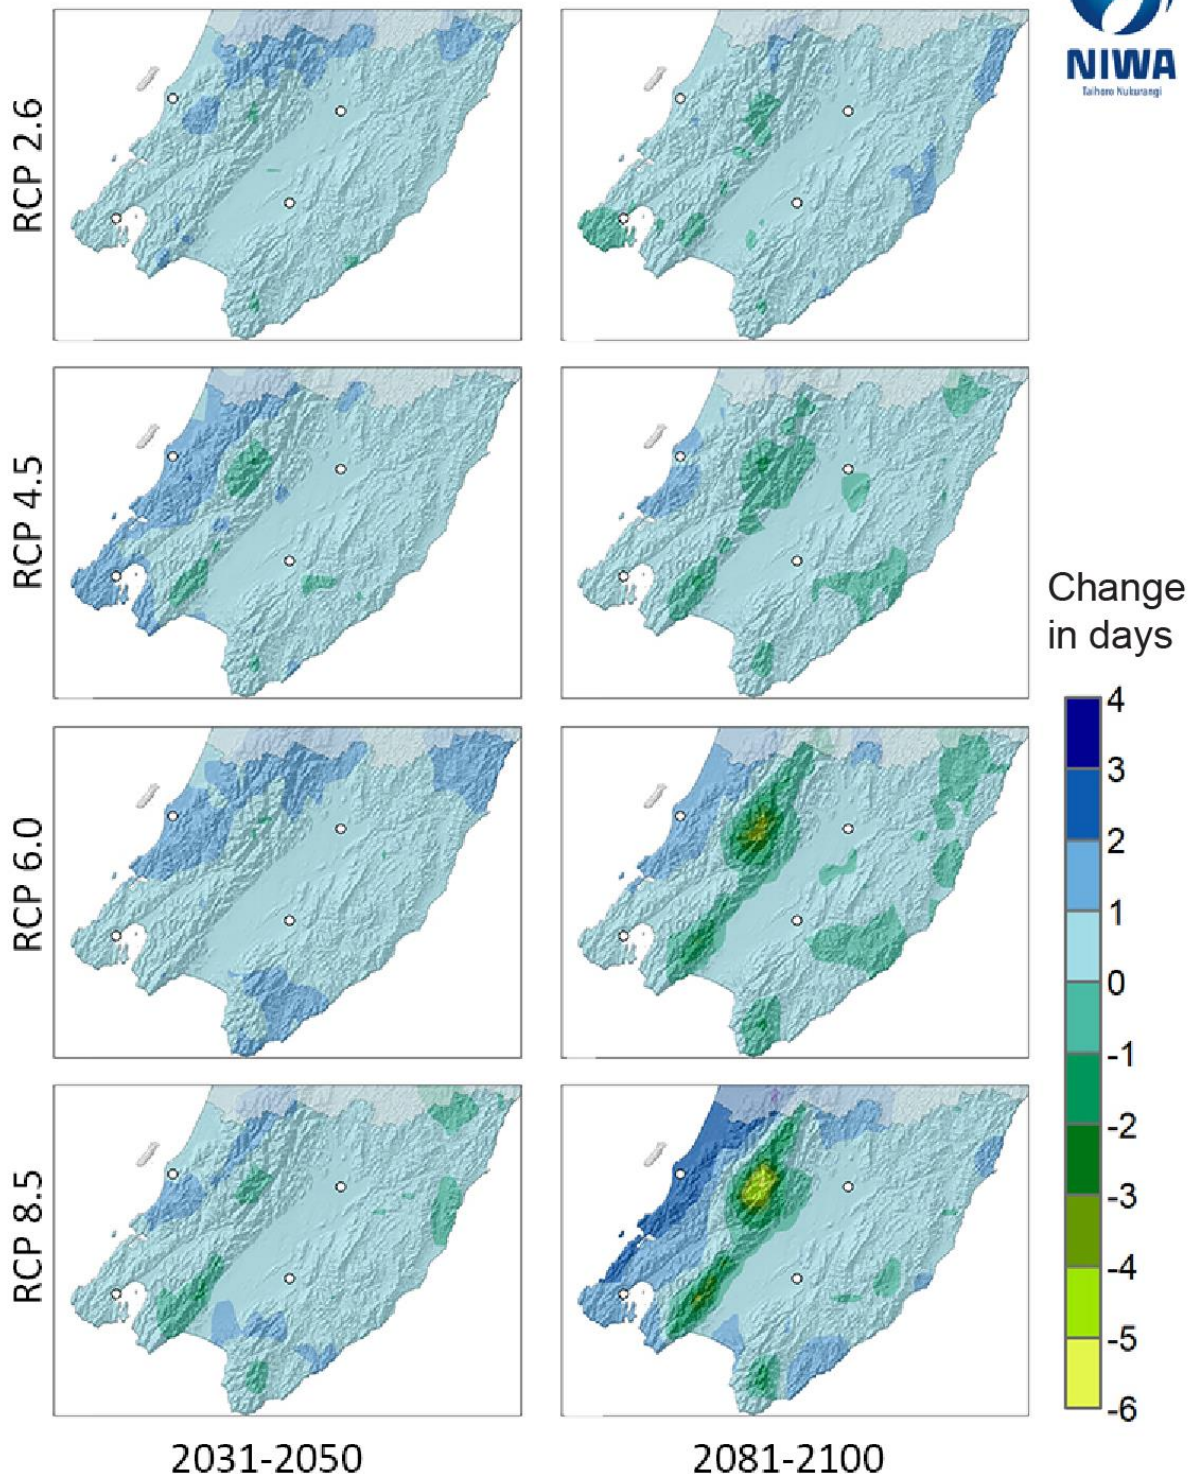 NIWA
Taihoro Nukurangi
RCP 2.6
RCP 4.5
RCP 6.0
RCP 8.5
Change
in days
4
3
2
1
0
-1
-2
-3
-4
-5
-6
2031-2050
2081-2100